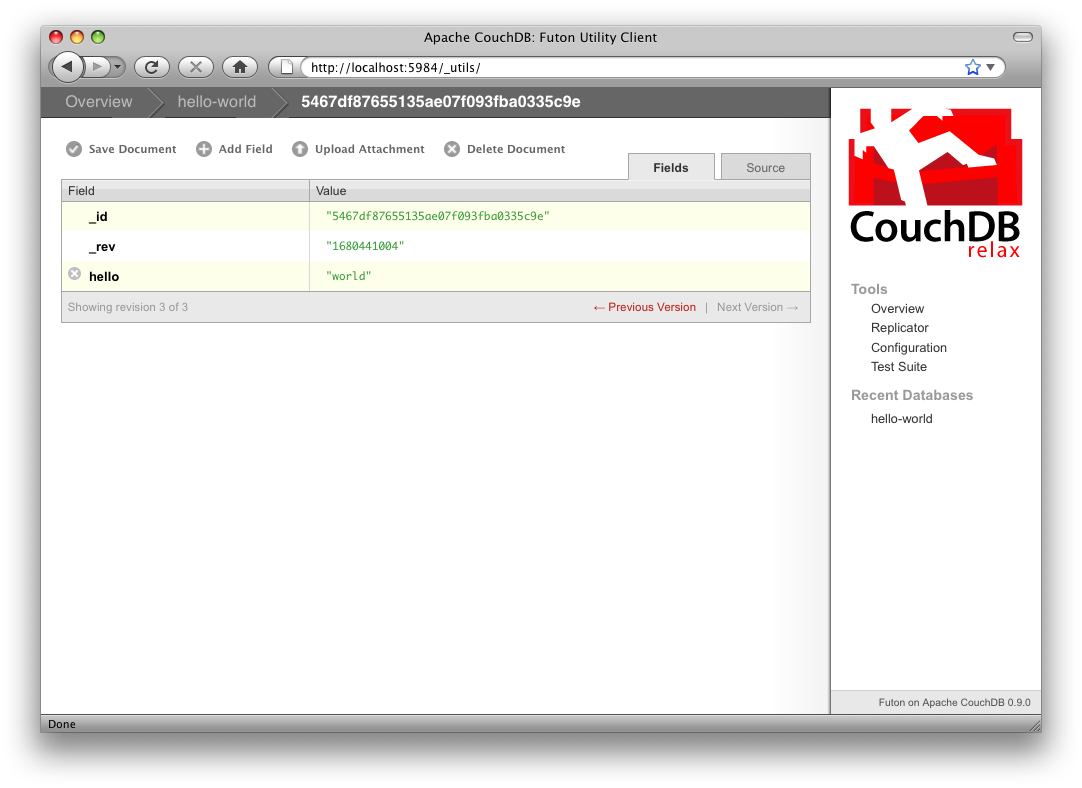 Apache CouchDB: Futon Utility Client
http://localhost:5984/_utils/
Overview hello-world 5467df87655135ae07f093fba0335c9e
Save Document Add Field Upload Attachment Delete Document
Fields Source
Field Value
_id "5467df87655135ae07f093fba0335c9e"
_rev "1680441004"
hello "world"
Showing revision 3 of 3 ← Previous Version | Next Version →
CouchDB
relax
Tools
Overview
Replicator
Configuration
Test Suite
Recent Databases
hello-world
Futon on Apache CouchDB 0.9.0
Done